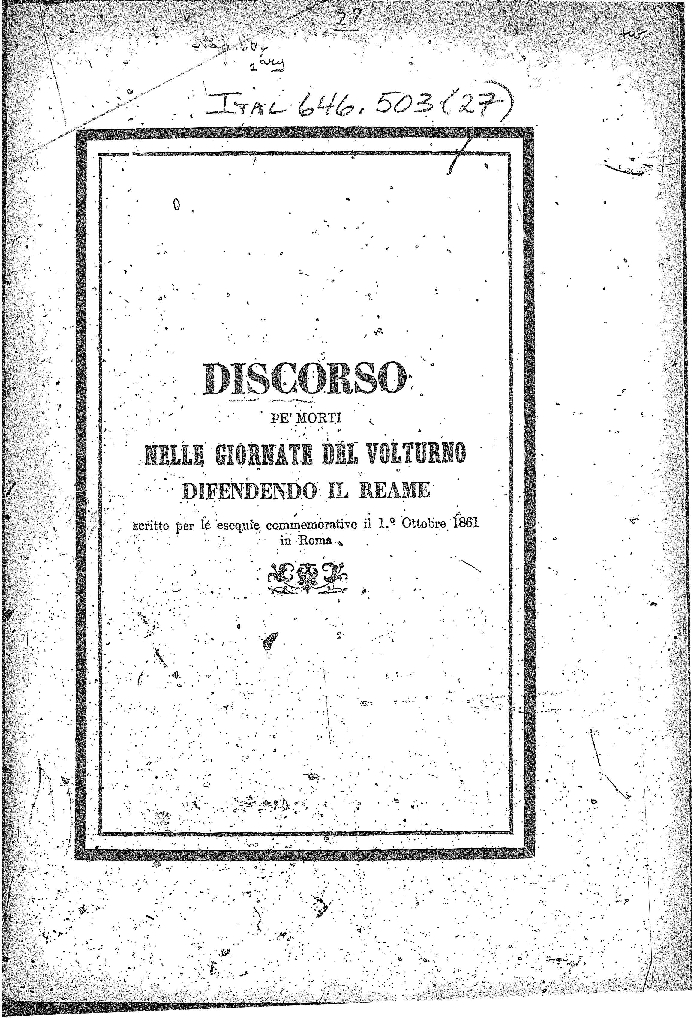 27
ITAL 646.503 (27)
DISCORSO
PE' MORTI
NELLE GIORNATE DEL VOLTURNO
DIFENDENDO IL REAME
scritto per le esequie commemorative il 1.º Ottobre 1861
in Roma.